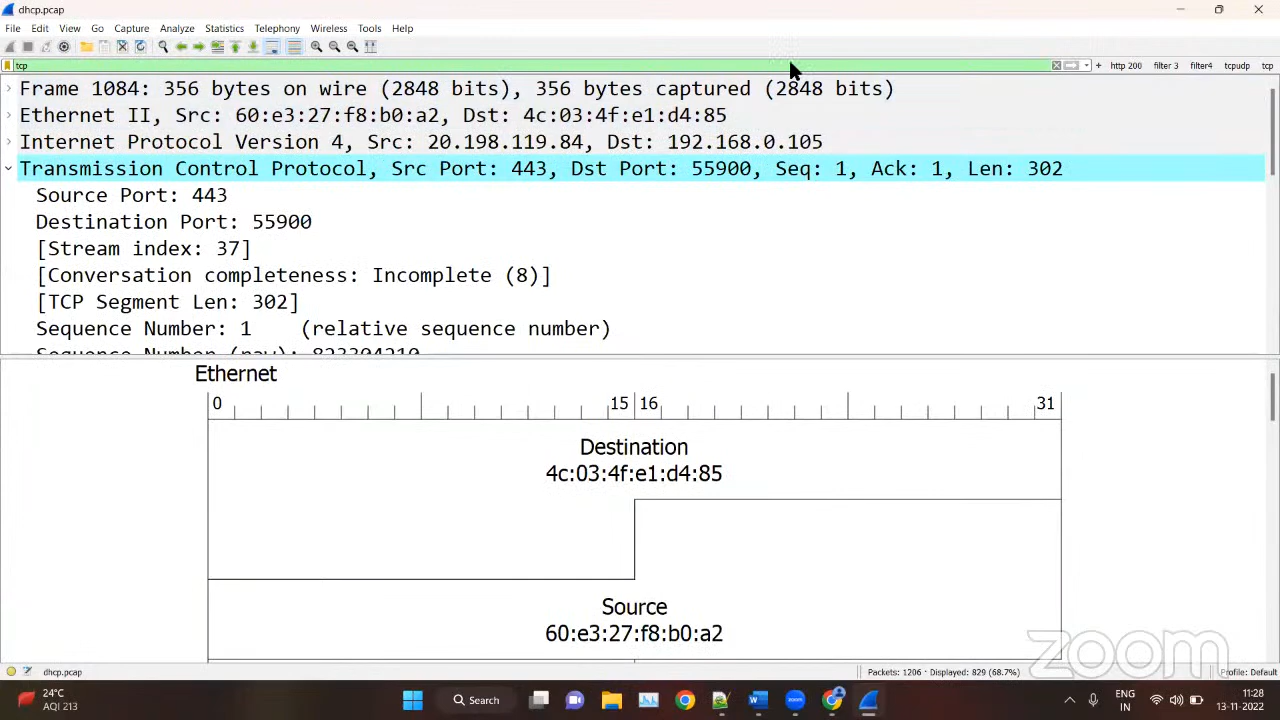 dhcp.pcap
File Edit View Go Capture Analyze Statistics Telephony Wireless Help
tcp
+ http 200 filter 3 filter4 tcpudp tcp
Frame 1084: 356 bytes on wire (2848 bits), 356 bytes captured (2848 bits)
Ethernet II, Src: 60:e3:27:f8:b0:a2, Dst: 4c:03:4f:e1:d4:85
Internet Protocol Version 4, Src: 20.198.119.84, Dst: 192.168.0.105
Transmission Control Protocol, Src Port: 443, Dst Port: 55900, Seq: 1, Ack: 1, Len: 302
Source Port: 443
Destination Port: 55900
[Stream index: 37]
[Conversation completeness: Incomplete (8)]
[TCP Segment Len: 302]
Sequence Number: 1 (relative sequence number)
Sequence Number (raw): 823304210
Ethernet
0 15 16 31
Destination
4c:03:4f:e1:d4:85
Source
60:e3:27:f8:b0:a2
zoom
dhcp.pcap
Packets: 1206 · Displayed: 829 (68.7%)
Profile: Default
24°C
AQI 213
Search
ENG
IN
11:28
13-11-2022